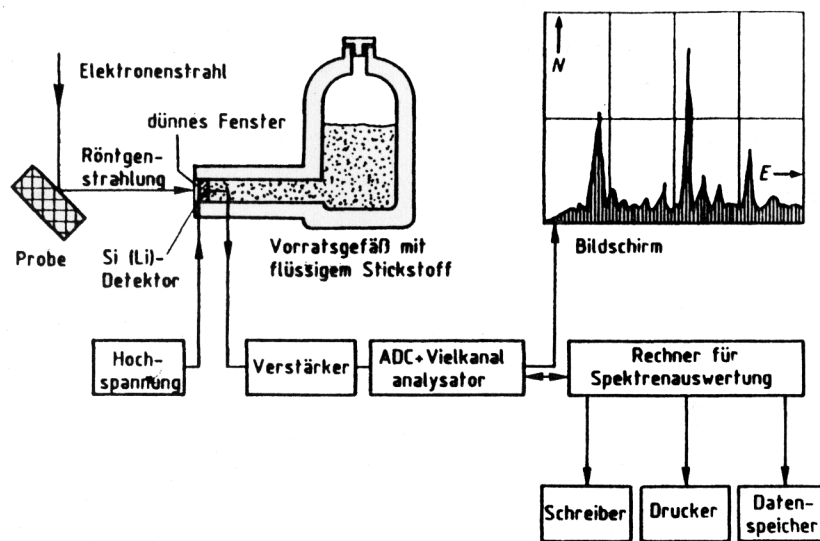 Elektronenstrahl
dünnes Fenster
Röntgen-
strahlung
Probe
Si (Li)-
Detektor
Vorratsgefäß mit
flüssigem Stickstoff
N
E
Bildschirm
Hoch-
spannung
Verstärker
ADC+Vielkanal
analysator
Rechner für
Spektrenauswertung
Schreiber
Drucker
Daten-
speicher